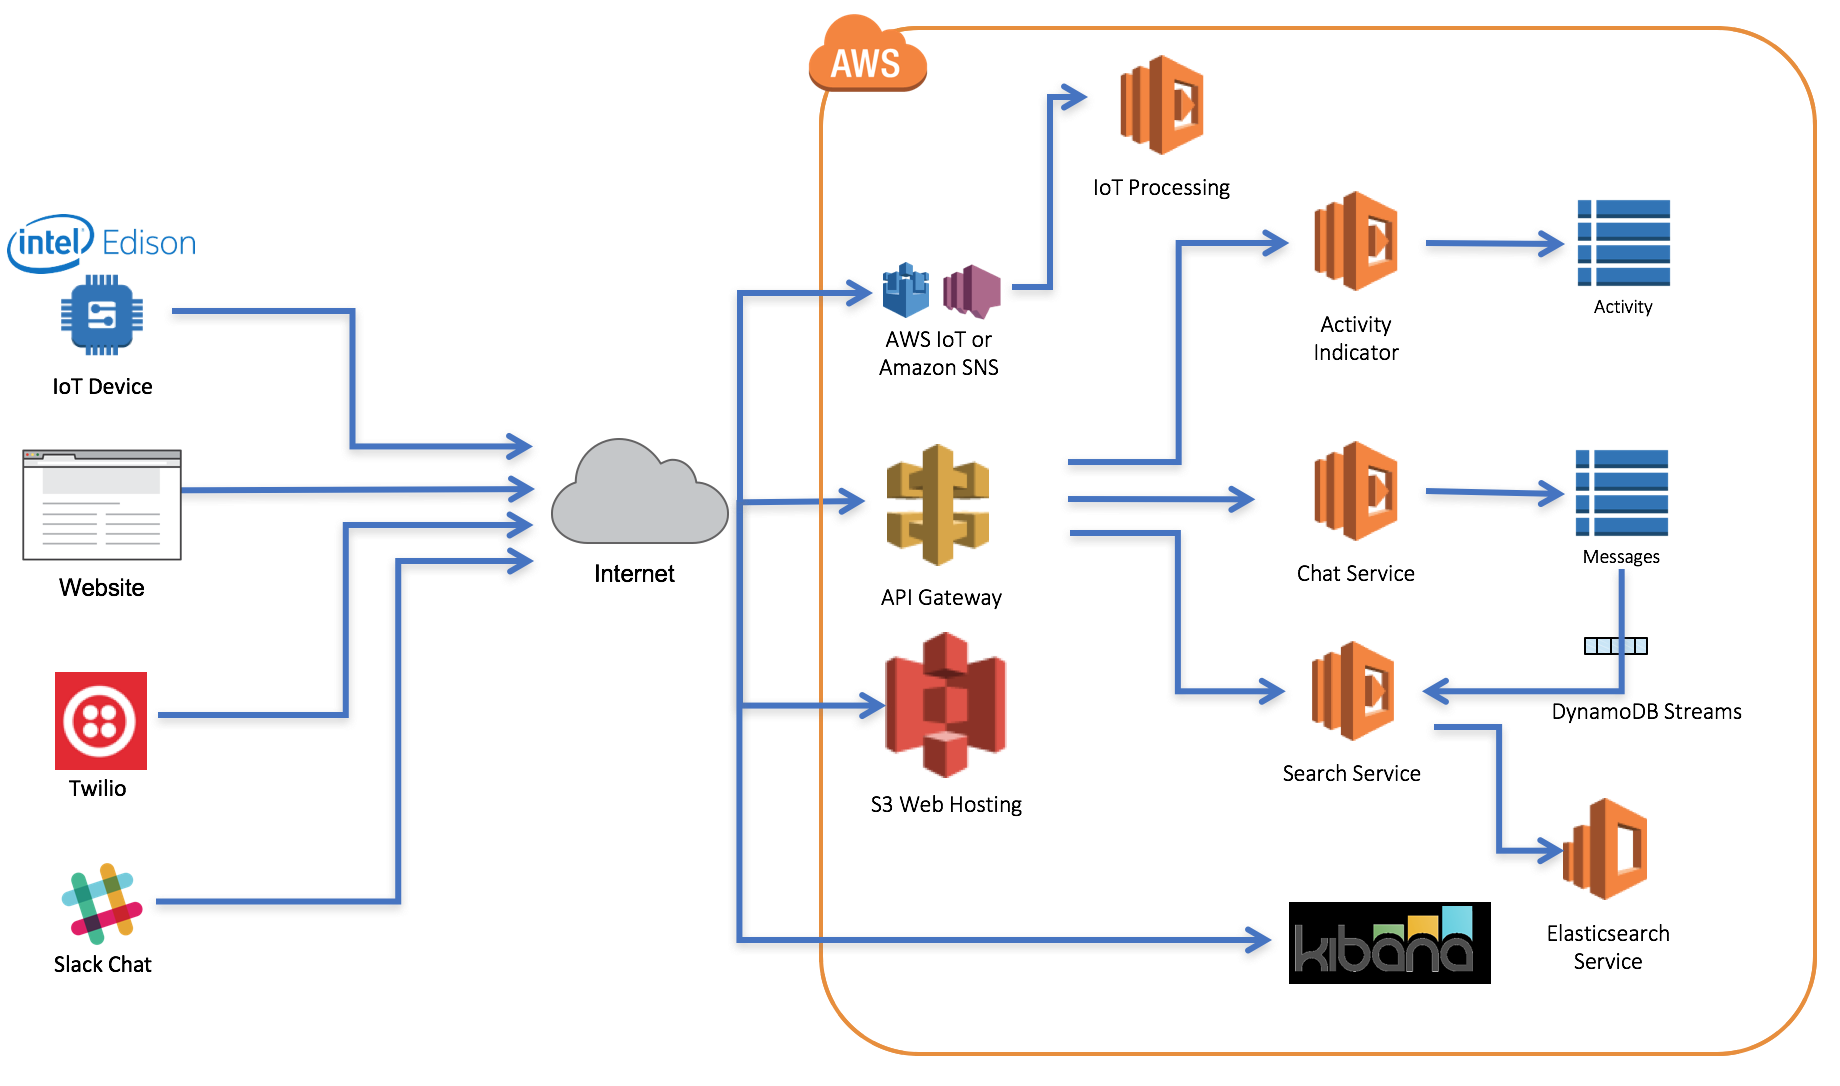 AWS
IoT Processing
intel Edison
IoT Device
AWS IoT or
Amazon SNS
Activity
Indicator
Activity
Website
Internet
API Gateway
Chat Service
Messages
Twilio
S3 Web Hosting
Search Service
DynamoDB Streams
Slack Chat
kibana
Elasticsearch
Service